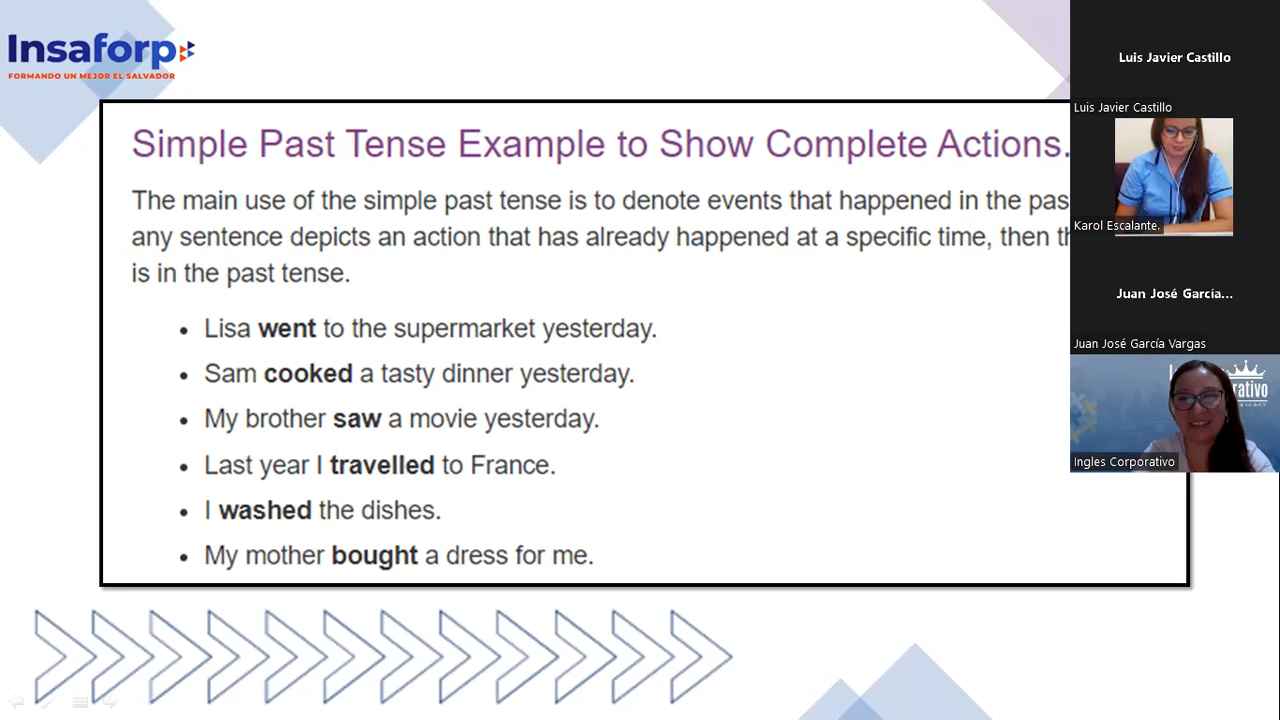 Insaforp
FORMANDO UN MEJOR EL SALVADOR
Simple Past Tense Example to Show Complete Actions.
The main use of the simple past tense is to denote events that happened in the
any sentence depicts an action that has already happened at a specific time, then
is in the past tense.
• Lisa went to the supermarket yesterday.
• Sam cooked a tasty dinner yesterday.
• My brother saw a movie yesterday.
• Last year I travelled to France.
• I washed the dishes.
• My mother bought a dress for me.
Luis Javier Castillo
Luis Javier Castillo
Karol Escalante.
Juan José García...
Juan José García Vargas
Ingles Corporativo